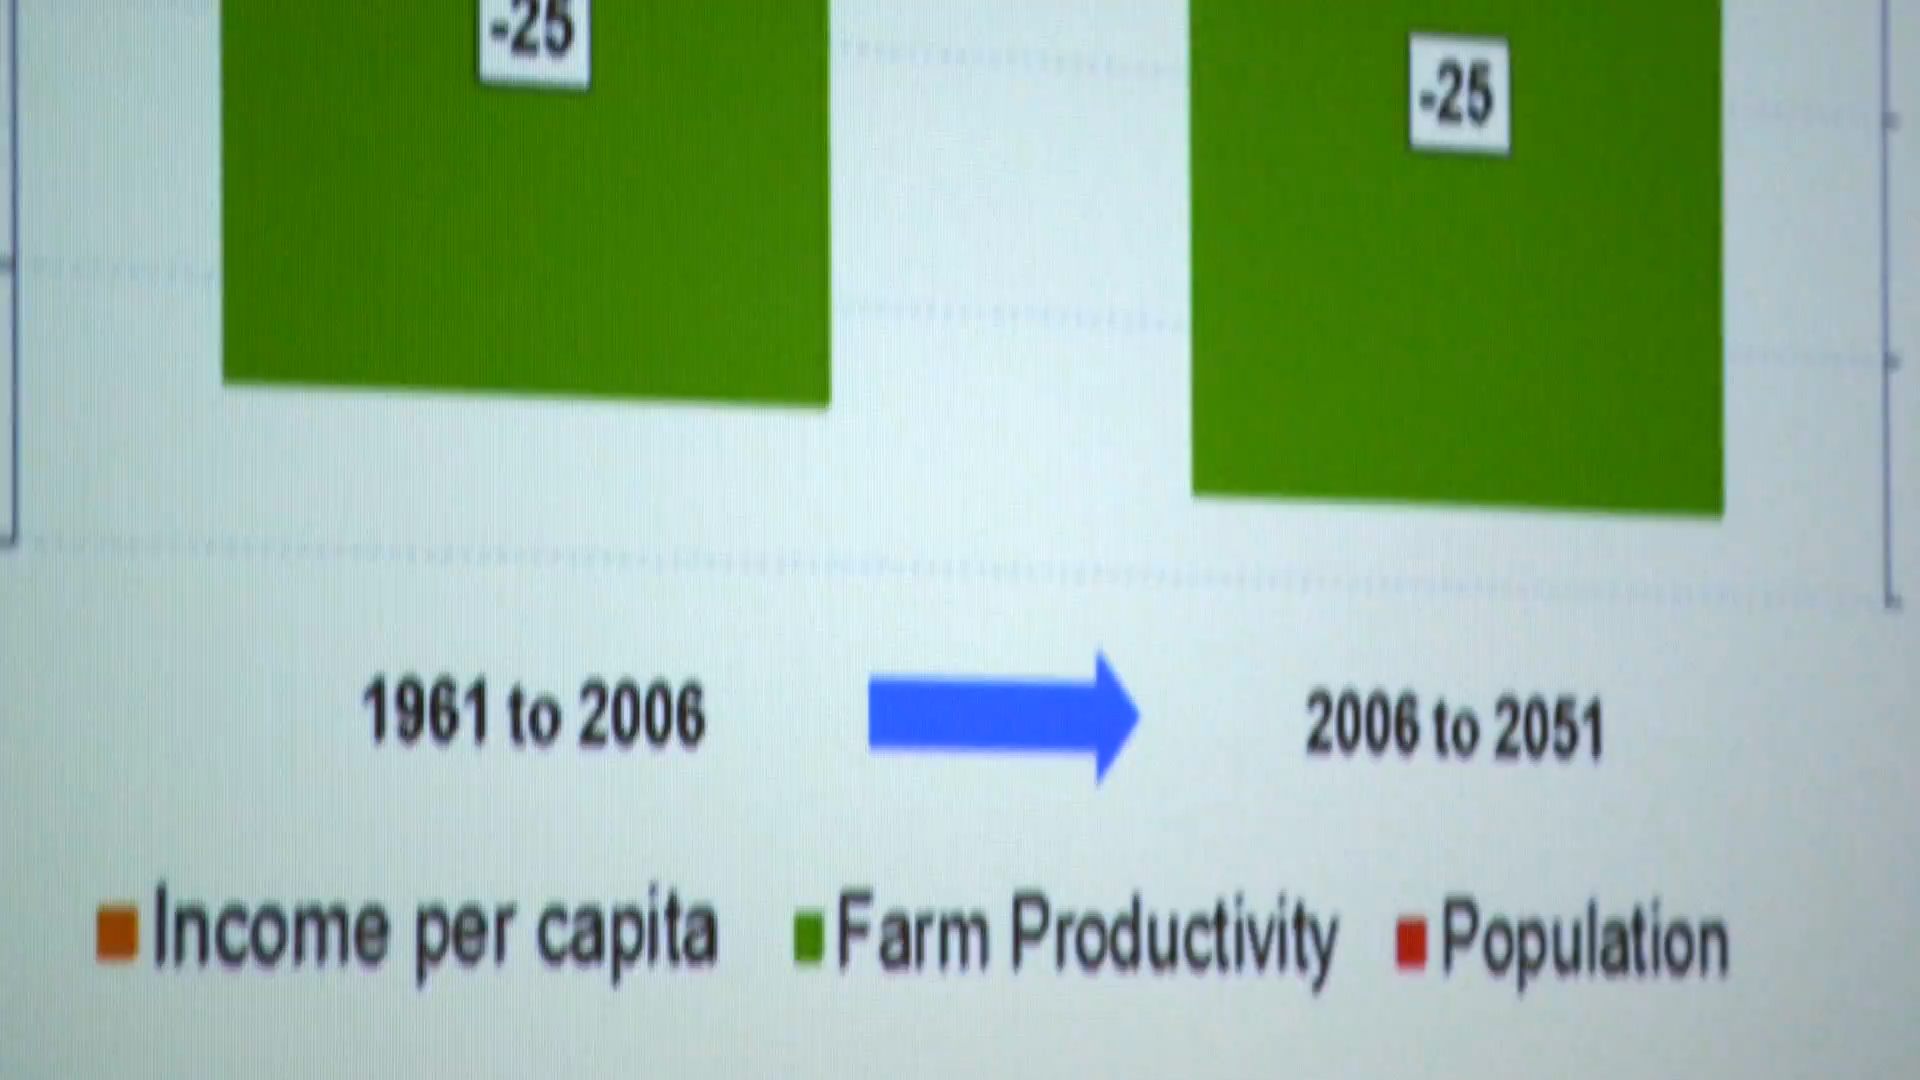 -25
-25
1961 to 2006
2006 to 2051
Income per capita
Farm Productivity
Population